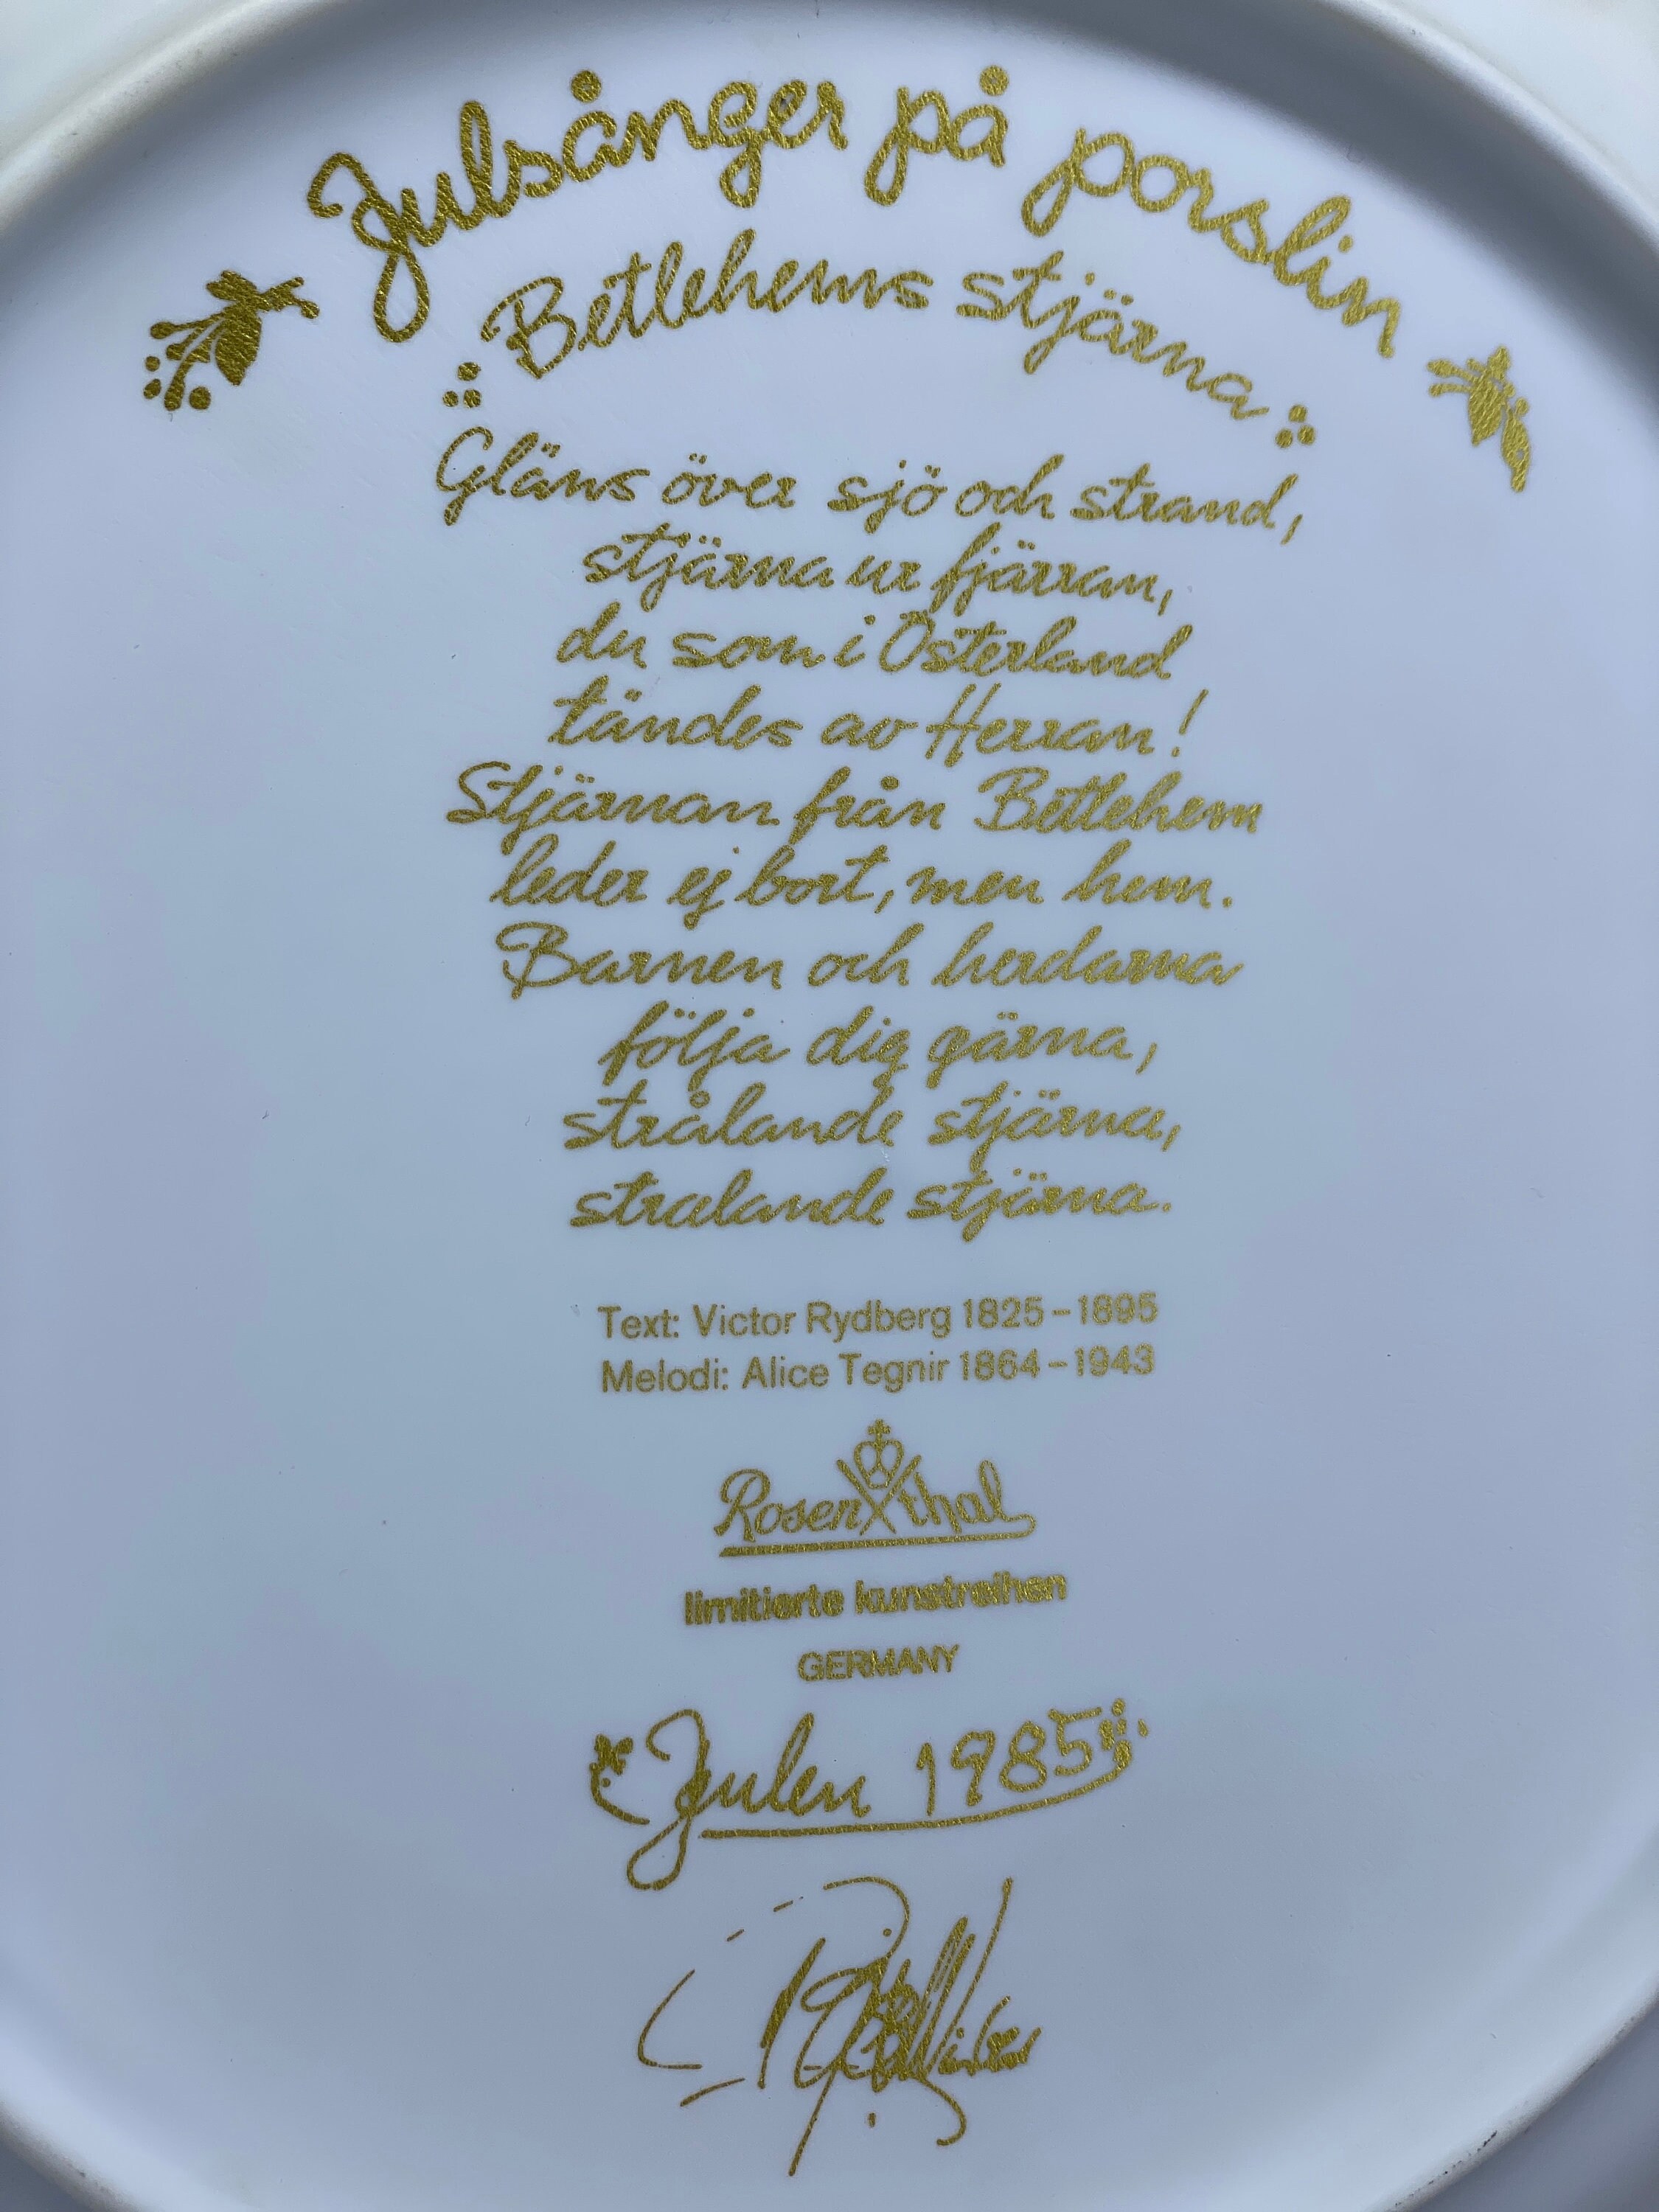 Julsånger på porslin
Betlehems stjärna
Gläns över sjö och strand,
stjärna ur fjärran,
du som i Österland
tändes av Herran!
Stjärnan från Betlehem
leder ej bort, men hem.
Barnen och herdarna
följa dig gärna,
strålande stjärna,
stralande stjärna.
Text: Victor Rydberg 1825-1895
Melodi: Alice Tegnir 1864-1943
Rosenthal
limitierte kunstreihen
GERMANY
Julen 1985